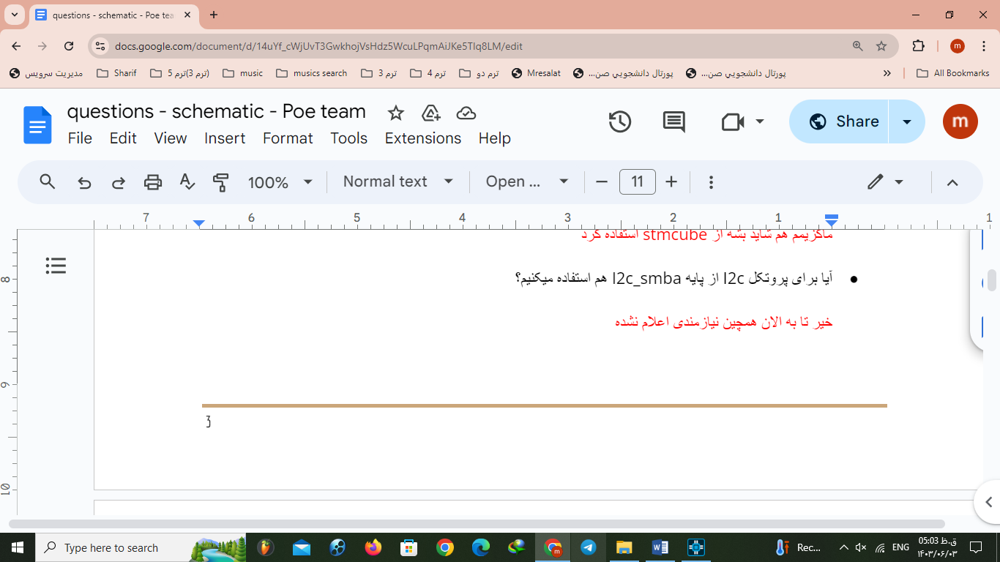 questions - schematic - Poe tea
docs.google.com/document/d/14uYf_cWjUvT3GwkhojVsHdz5WcuLPqmAiJKe5TIq8LM/edit
m
مدیریت سرویس
Sharif
ترم 5(ترم 3)
music
musics search
ترم 3
ترم 4
ترم دو
Mresalat
پورتال دانشجويي صن...
پورتال دانشجويي صن...
All Bookmarks
questions - schematic - Poe team
File Edit View Insert Format Tools Extensions Help
Share
m
100%
Normal text
Open ...
11
7 6 5 4 3 2 1 1
ماکزیمم هم شاید بشه از stmcube استفاده کرد
8
آیا برای پروتکل I2c از پایه I2c_smba هم استفاده میکنیم؟
خیر تا به الان همچین نیازمندی اعلام نشده
9
3
10
Type here to search
Rec...
ENG
05:03 ق.ظ
۱۴۰۳/۰۶/۰۳